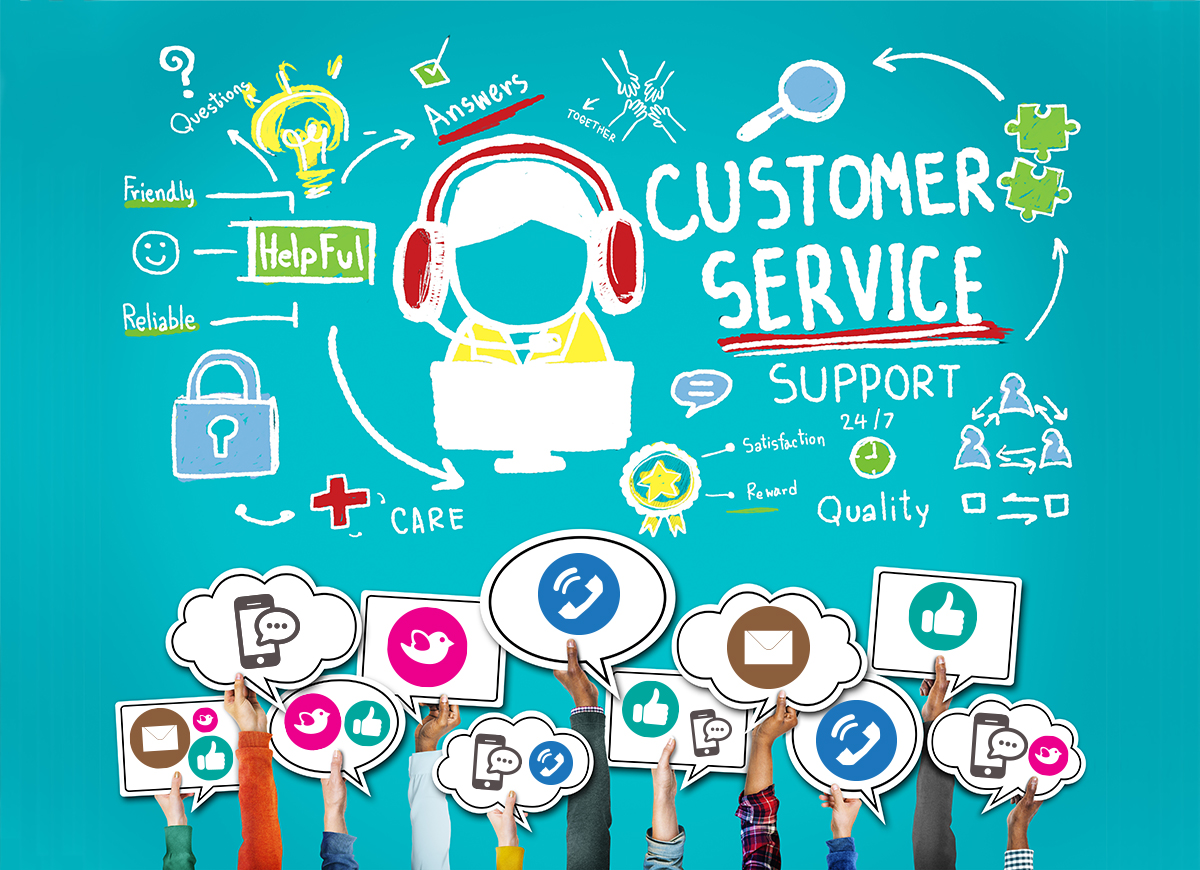 Questions
Answers
TOGETHER
Friendly
HelpFul
Reliable
CUSTOMER
SERVICE
SUPPORT
24/7
Satisfaction
Reward
Quality
CARE